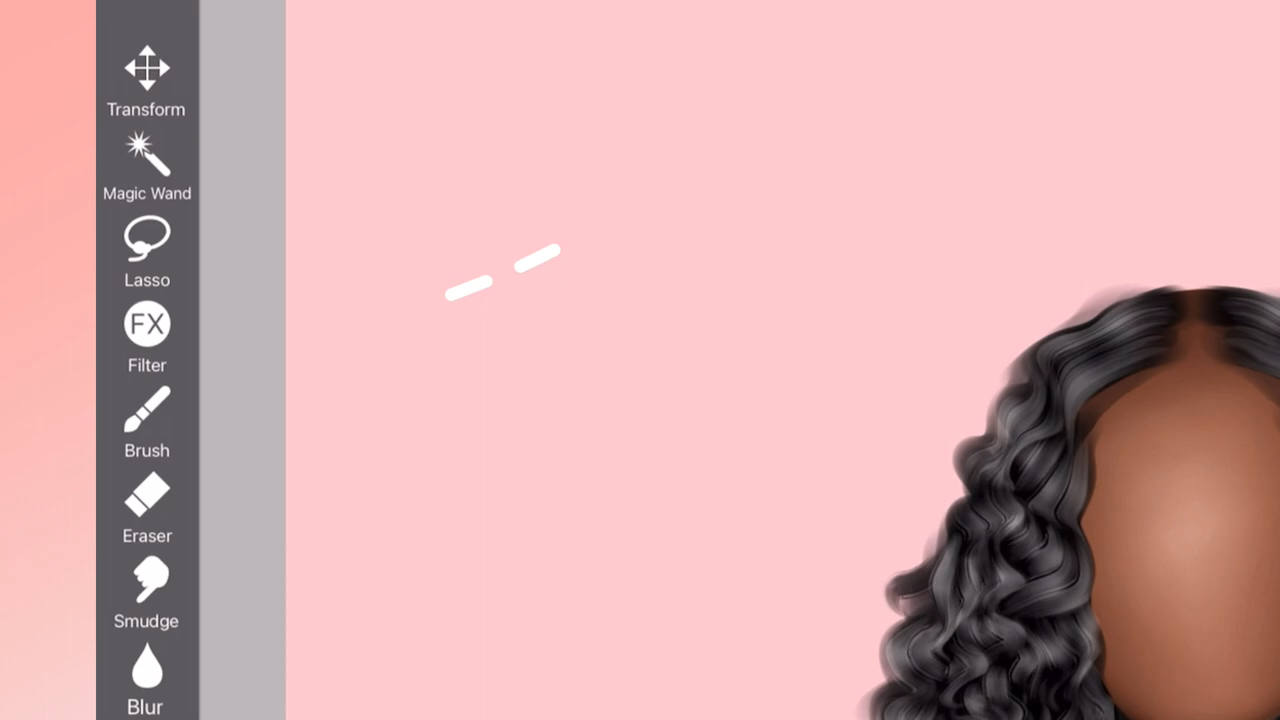 Transform
Magic Wand
Lasso
FX
Filter
Brush
Eraser
Smudge
Blur